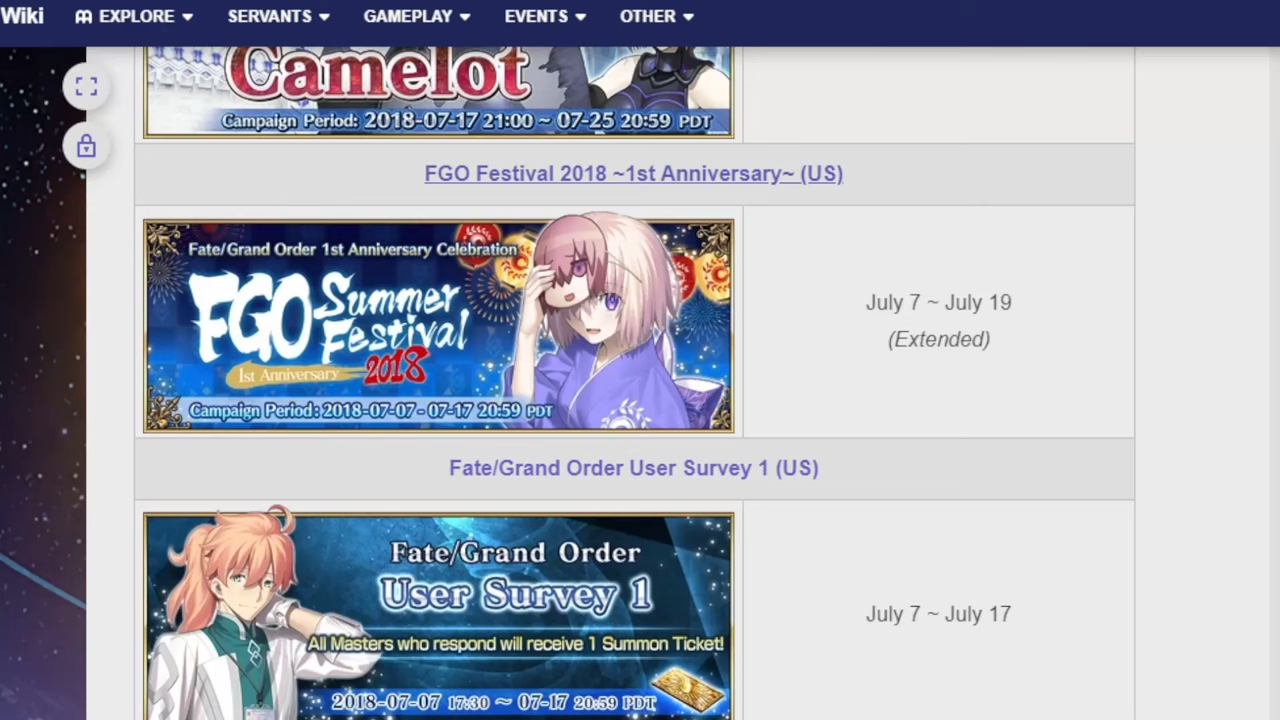 Wiki
EXPLORE
SERVANTS
GAMEPLAY
EVENTS
OTHER
Camelot
Campaign Period: 2018-07-17 21:00 ~ 07-25 20:59 PDT
FGO Festival 2018 ~1st Anniversary~ (US)
Fate/Grand Order 1st Anniversary Celebration
FGO Summer
Festival
1st Anniversary 2018
Campaign Period: 2018-07-07 - 07-17 20:59 PDT
July 7 ~ July 19
(Extended)
Fate/Grand Order User Survey 1 (US)
Fate/Grand Order
User Survey 1
All Masters who respond will receive 1 Summon Ticket!
2018-07-07 17:30 ~ 07-17 20:59 PDT
July 7 ~ July 17